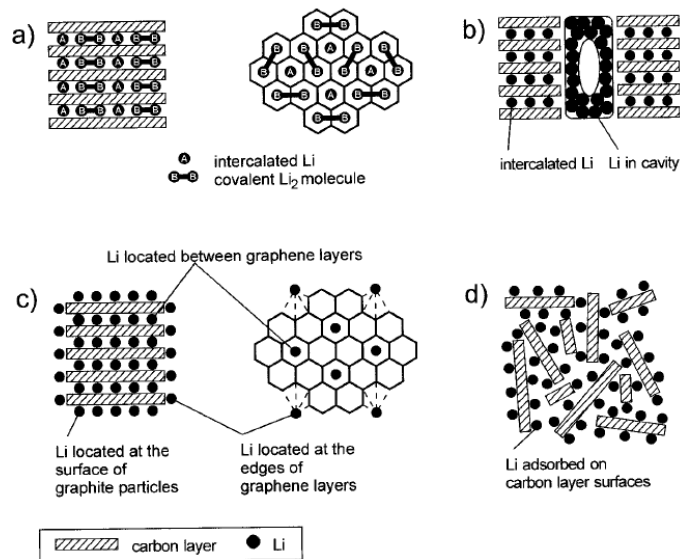 a)
A B B A B B
B B A B B A
A B B A B B
B B A B B A
B B
B B B B
A A
B A B
B B A B B
B B
A intercalated Li
B B covalent Li2 molecule
b)
intercalated Li Li in cavity
Li located between graphene layers
c)
Li located at the
surface of
graphite particles
Li located at the
edges of
graphene layers
d)
Li adsorbed on
carbon layer surfaces
carbon layer Li